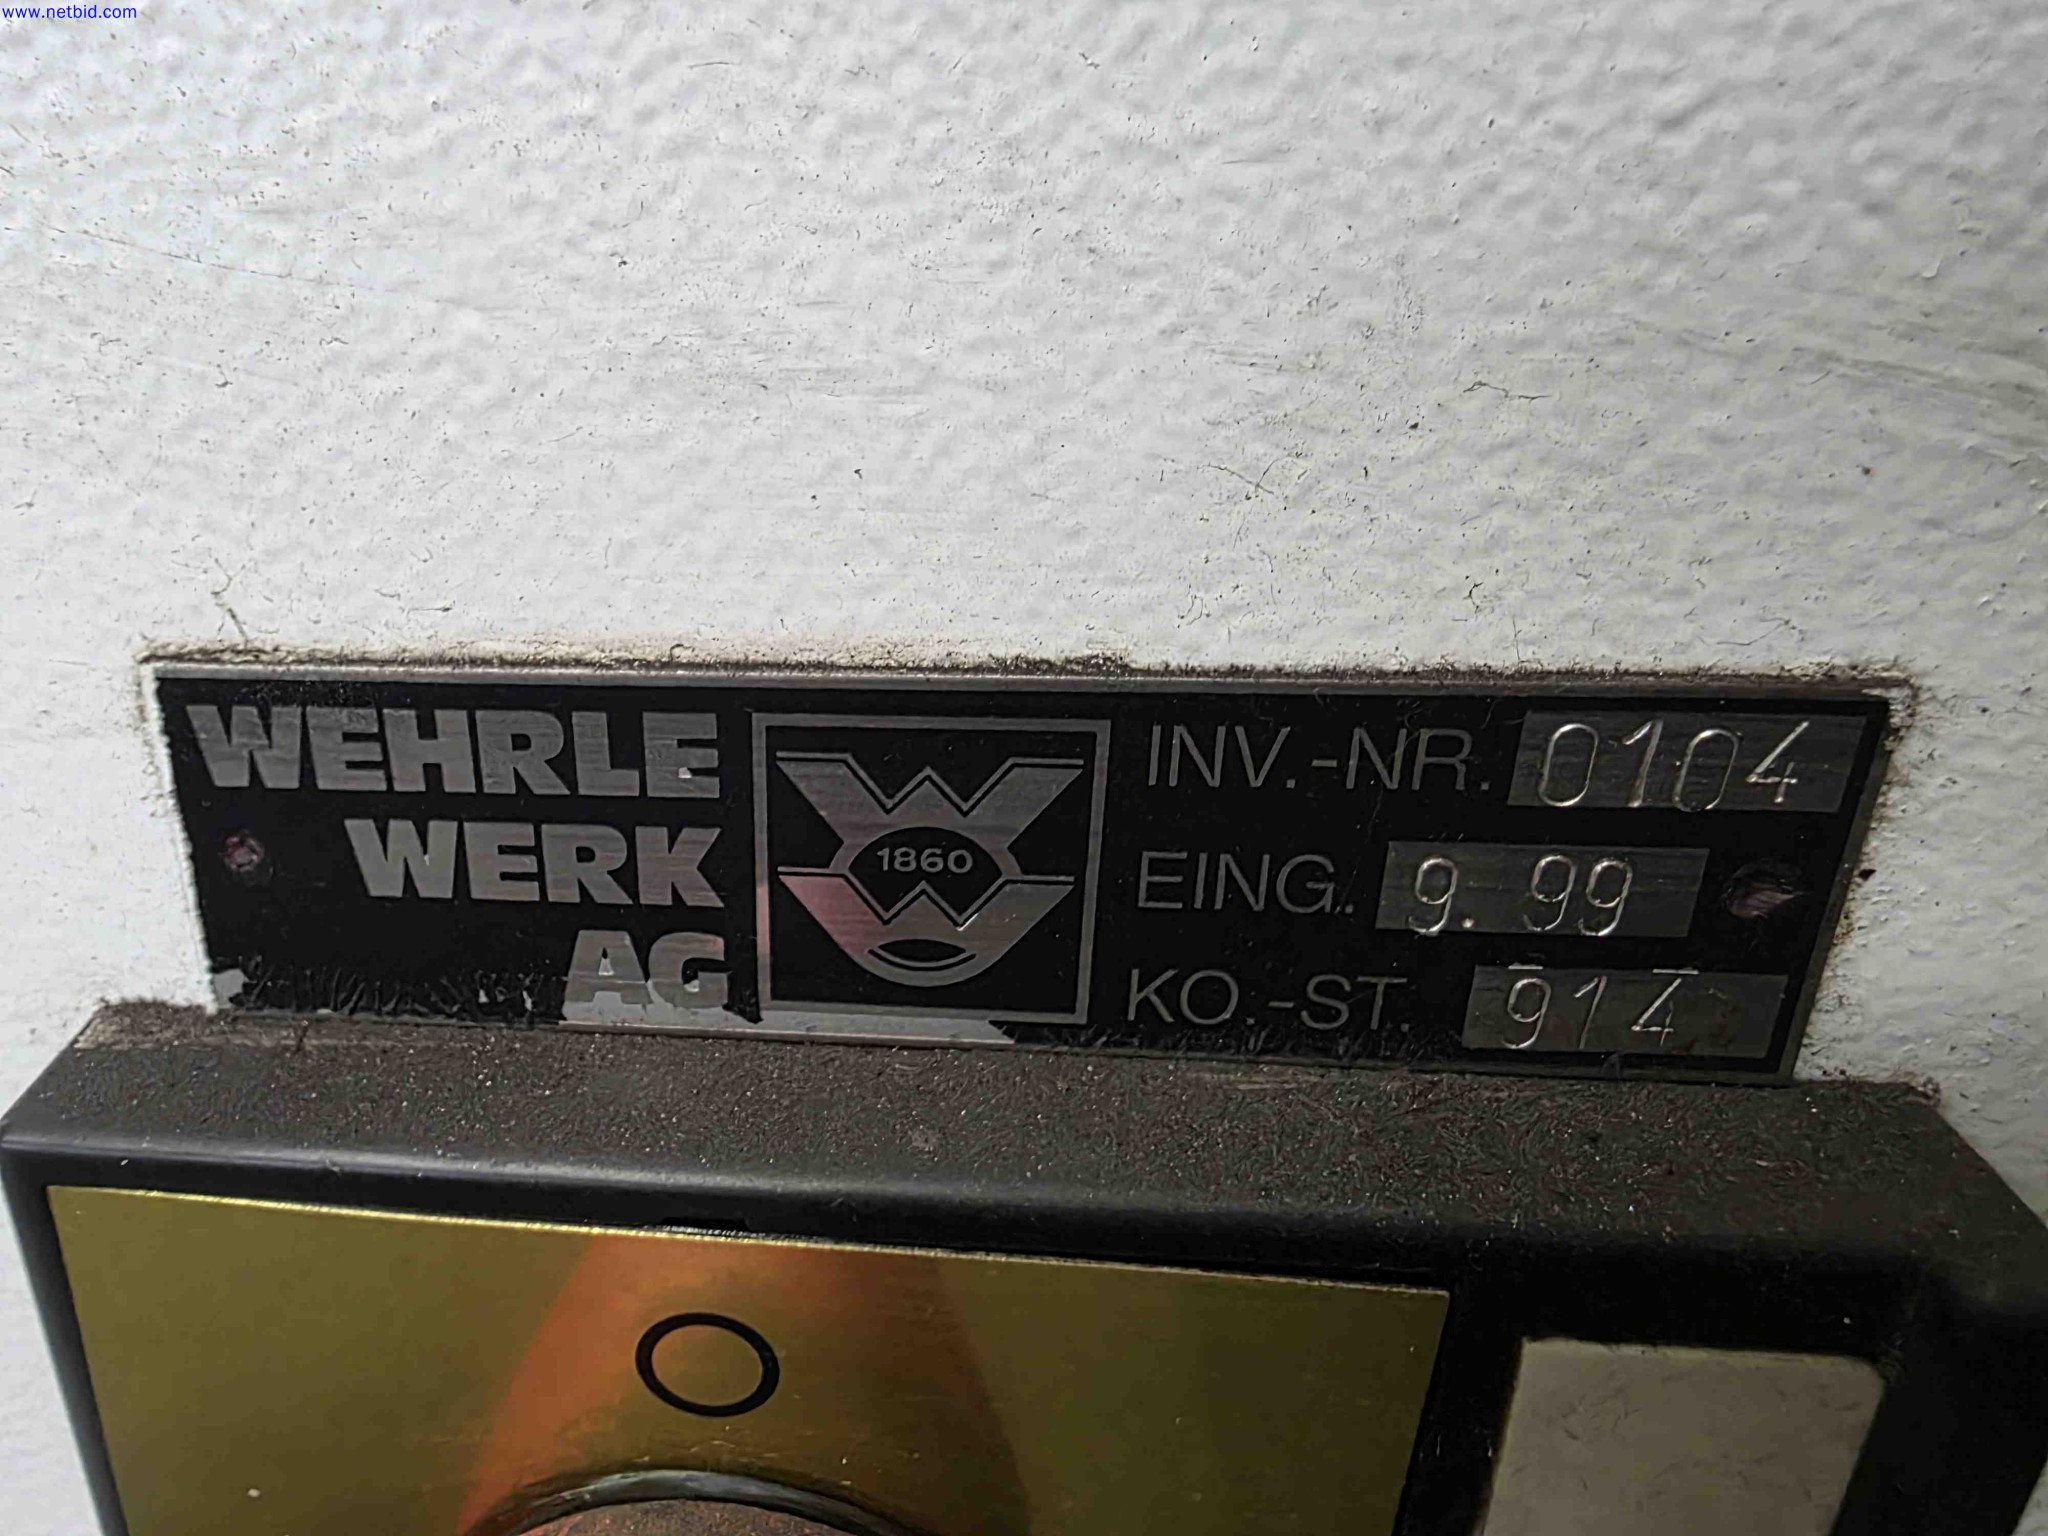 www.netbid.com
WEHRLE
WERK
AG
1860
INV.-NR. 0104
EING. 9.99
KO.-ST. 914
O